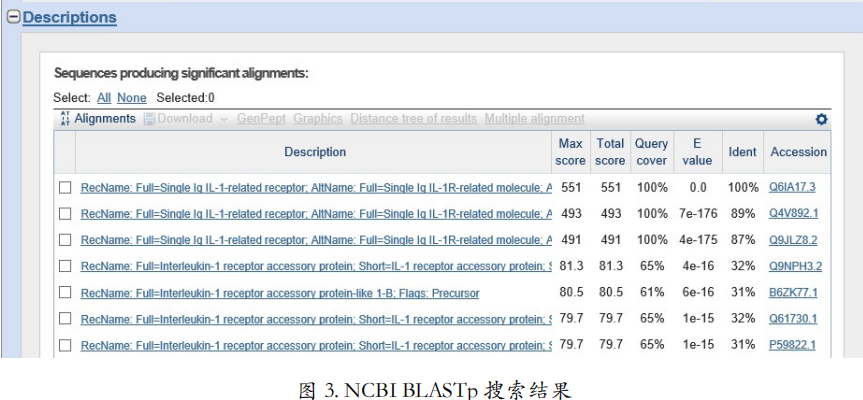 Descriptions
Sequences producing significant alignments:
Select: All None Selected:0
Alignments Download GenPept Graphics Distance tree of results Multiple alignment
Description Max score Total score Query cover E value Ident Accession
RecName: Full=Single Ig IL-1-related receptor; AltName: Full=Single Ig IL-1R-related molecule; A 551 551 100% 0.0 100% Q6IA17.3
RecName: Full=Single Ig IL-1-related receptor; AltName: Full=Single Ig IL-1R-related molecule; A 493 493 100% 7e-176 89% Q4V892.1
RecName: Full=Single Ig IL-1-related receptor; AltName: Full=Single Ig IL-1R-related molecule; A 491 491 100% 4e-175 87% Q9JLZ8.2
RecName: Full=Interleukin-1 receptor accessory protein; Short=IL-1 receptor accessory protein; S 81.3 81.3 65% 4e-16 32% Q9NPH3.2
RecName: Full=Interleukin-1 receptor accessory protein-like 1-B; Flags: Precursor 80.5 80.5 61% 6e-16 31% B6ZK77.1
RecName: Full=Interleukin-1 receptor accessory protein; Short=IL-1 receptor accessory protein; S 79.7 79.7 65% 1e-15 32% Q61730.1
RecName: Full=Interleukin-1 receptor accessory protein; Short=IL-1 receptor accessory protein; S 79.7 79.7 65% 1e-15 31% P59822.1
图 3. NCBI BLASTp 搜索结果